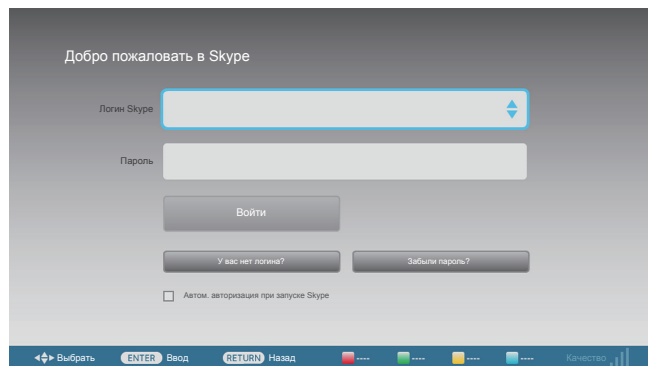 Добро пожаловать в Skype
Логин Skype
Пароль
Войти
У вас нет логина? Забыли пароль?
Автом. авторизация при запуске Skype
Выбрать ENTER Ввод RETURN Назад ---- ---- ---- ---- Качество